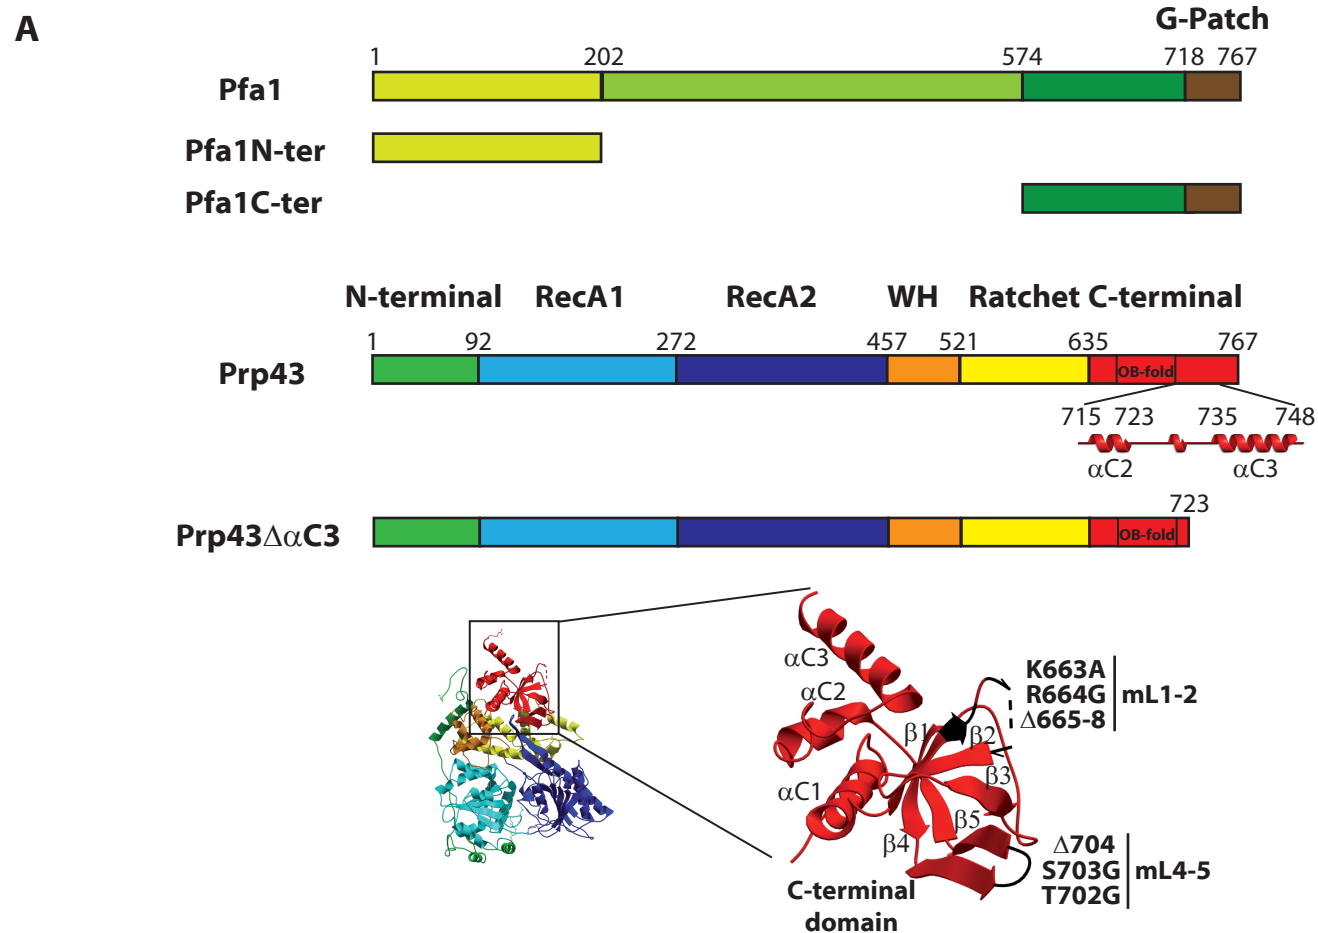 A
G-Patch
1 202 574 718 767
Pfa1
Pfa1N-ter
Pfa1C-ter
N-terminal RecA1 RecA2 WH Ratchet C-terminal
1 92 272 457 521 635 767
Prp43
OB-fold
715 723 735 748
αC2 αC3
723
Prp43ΔαC3
OB-fold
αC3
K663A
R664G mL1-2
Δ665-8
αC2
β1 β2
β3
αC1
β5
β4
Δ704
S703G mL4-5
T702G
C-terminal
domain